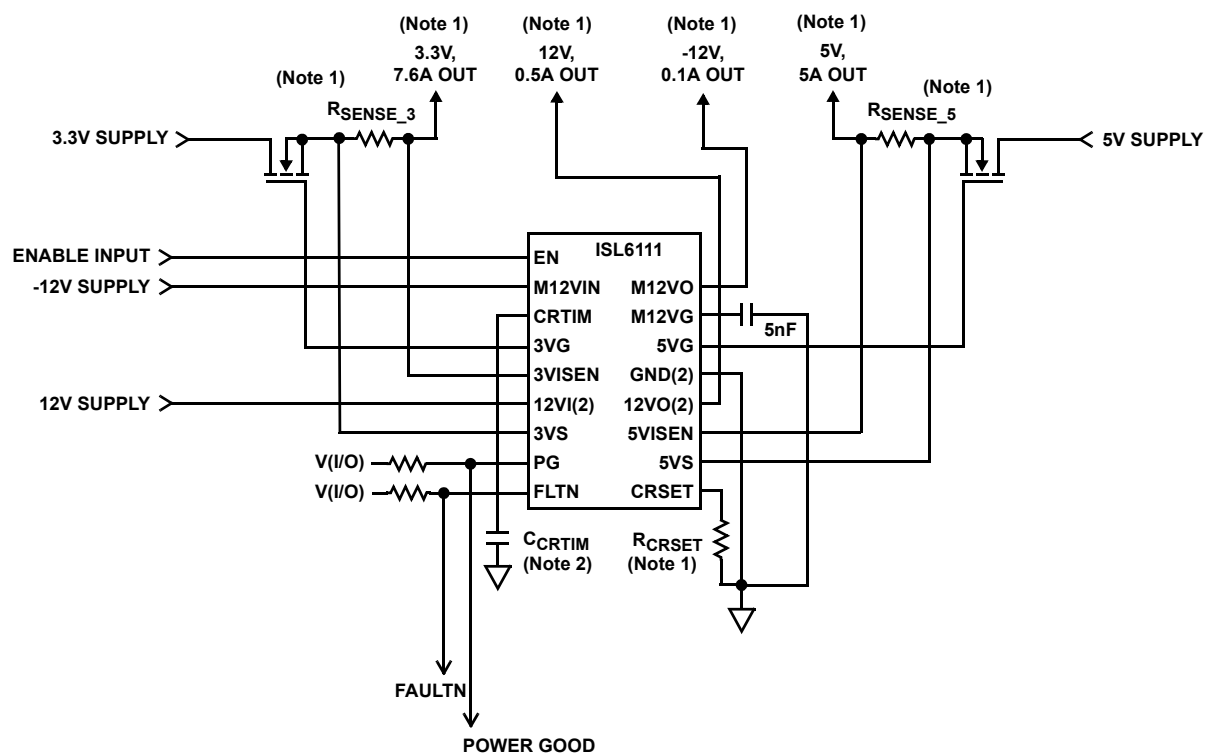 (Note 1)
3.3V,
7.6A OUT
(Note 1)
12V,
0.5A OUT
(Note 1)
-12V,
0.1A OUT
(Note 1)
5V,
5A OUT
(Note 1)
RSENSE_3
(Note 1)
RSENSE_5
3.3V SUPPLY
5V SUPPLY
ENABLE INPUT
-12V SUPPLY
12V SUPPLY
V(I/O)
V(I/O)
ISL6111
EN
M12VIN
CRTIM
3VG
3VISEN
12VI(2)
3VS
PG
FLTN
M12VO
M12VG
5VG
GND(2)
12VO(2)
5VISEN
5VS
CRSET
5nF
CCRTIM
(Note 2)
RCRSET
(Note 1)
FAULTN
POWER GOOD